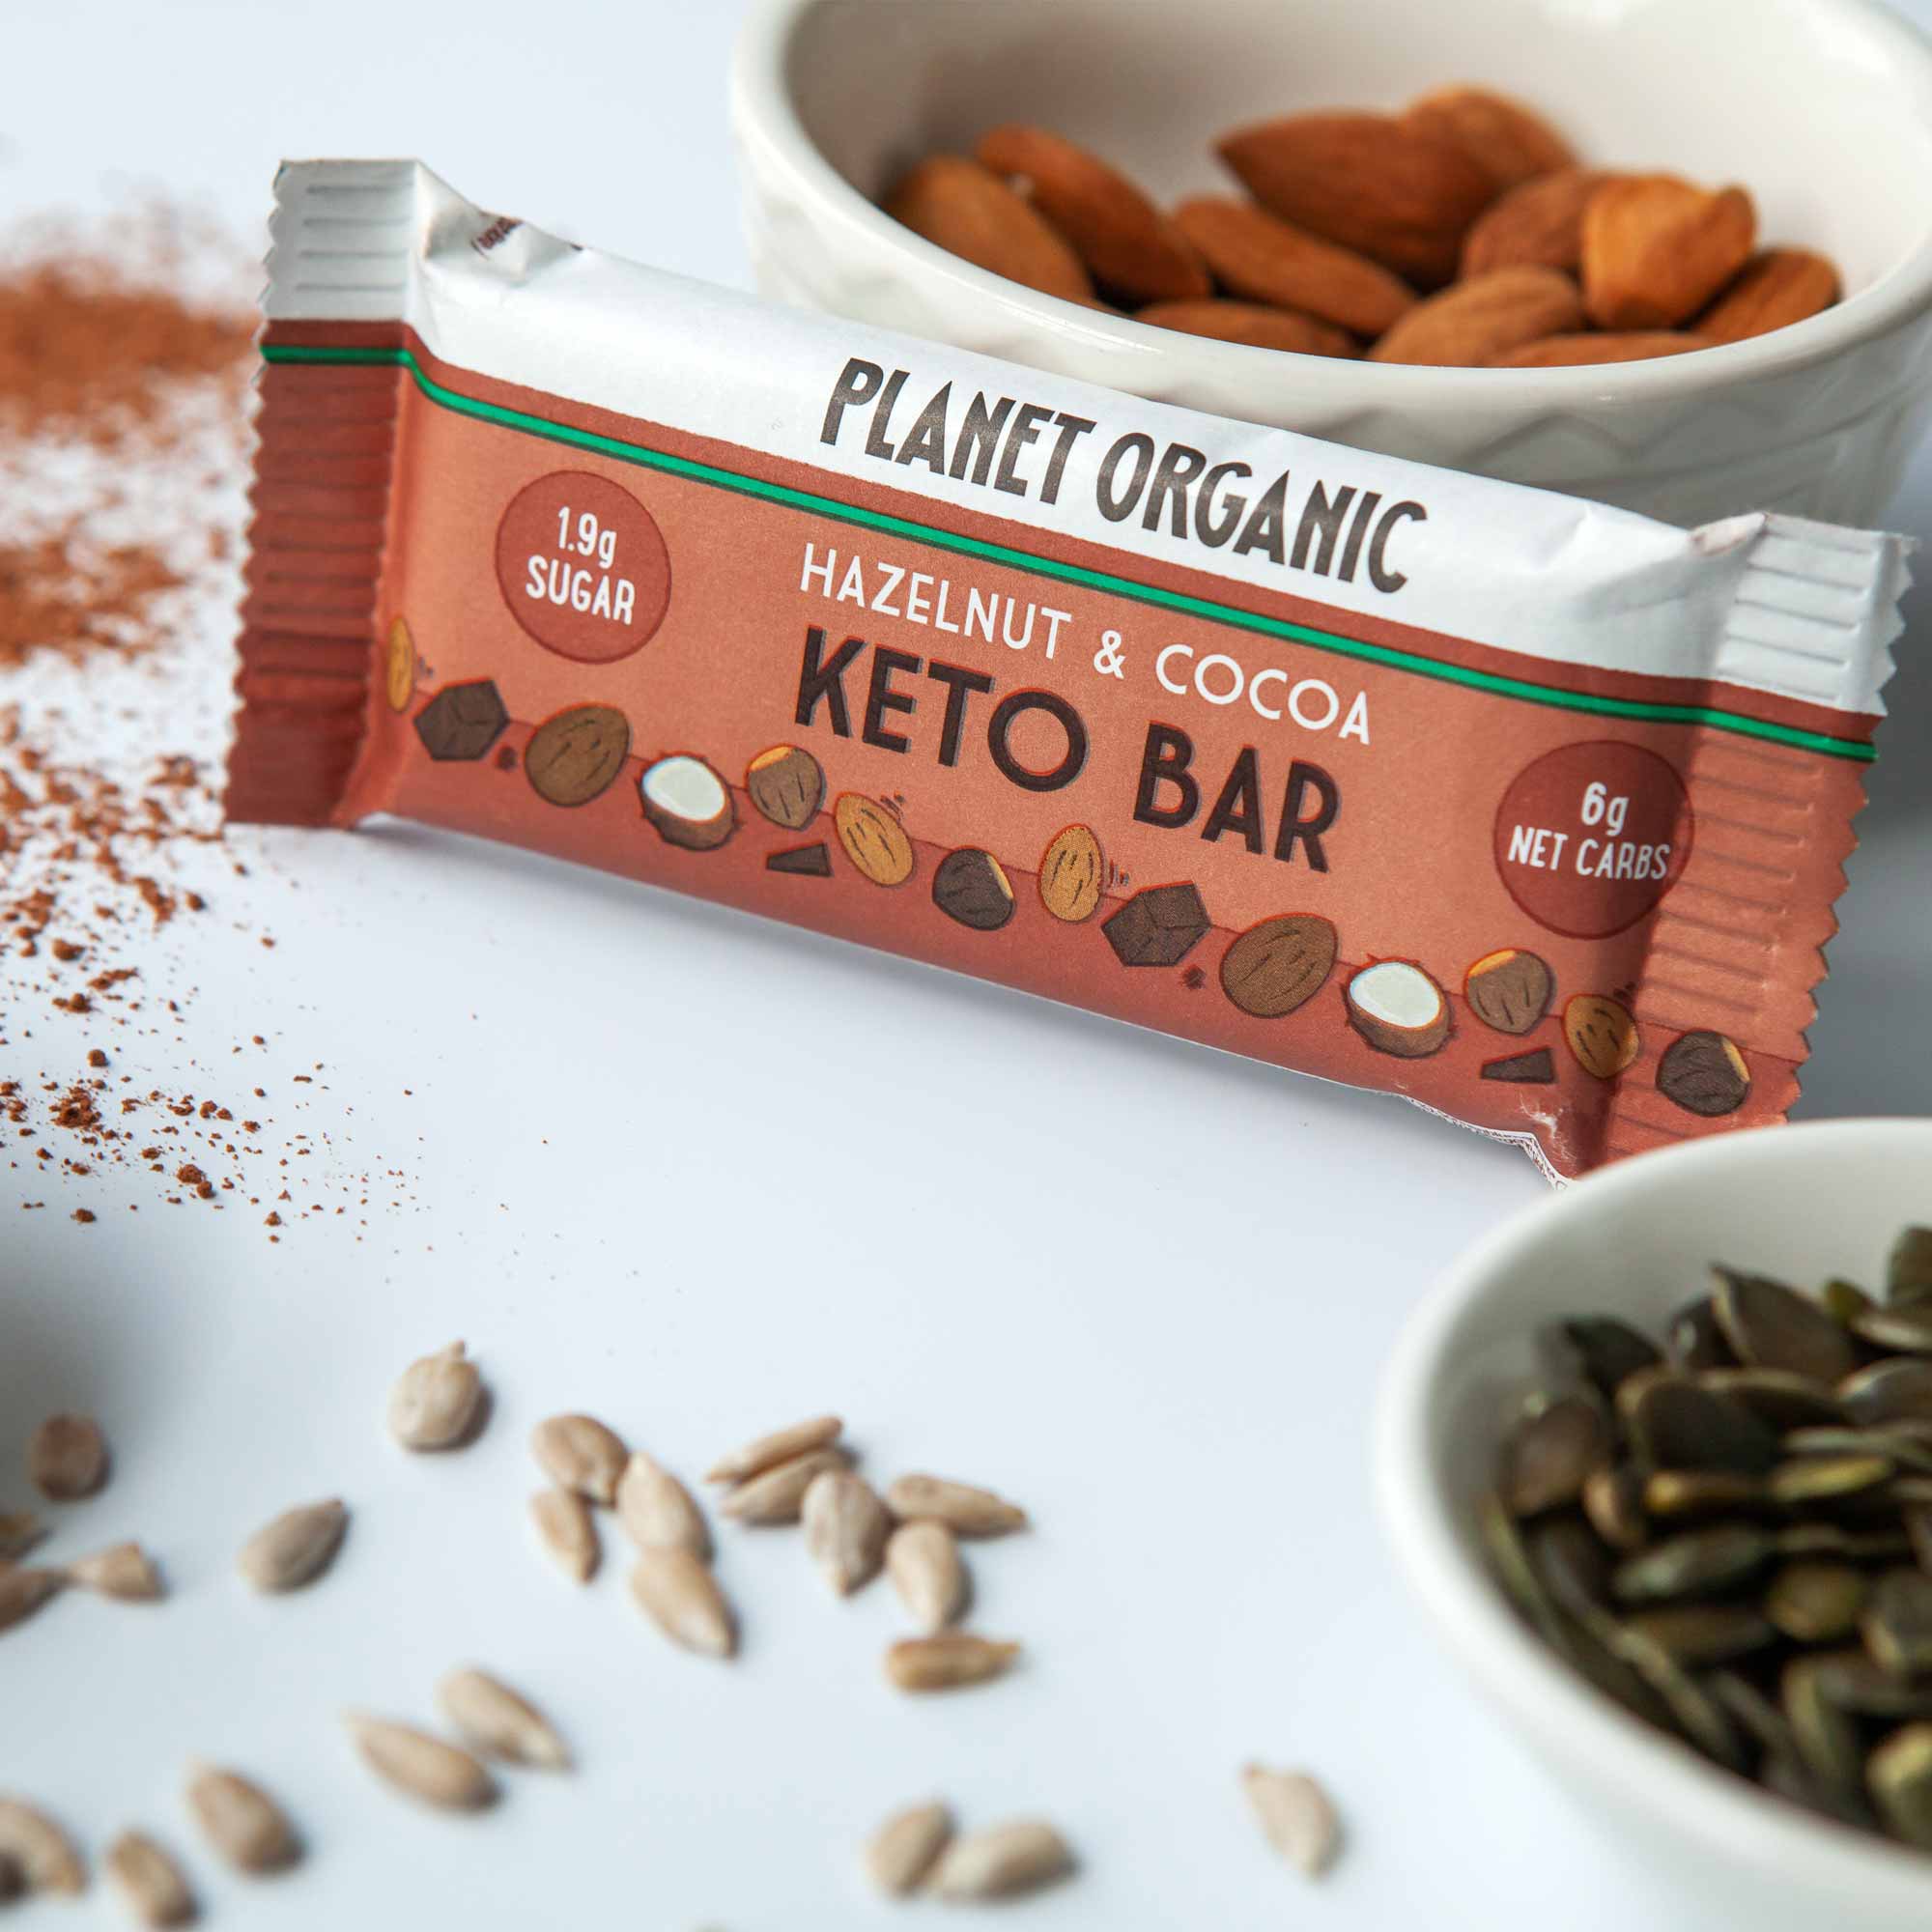 PLANET ORGANIC
1.9g
SUGAR
HAZELNUT & COCOA
KETO BAR
6g
NET CARBS